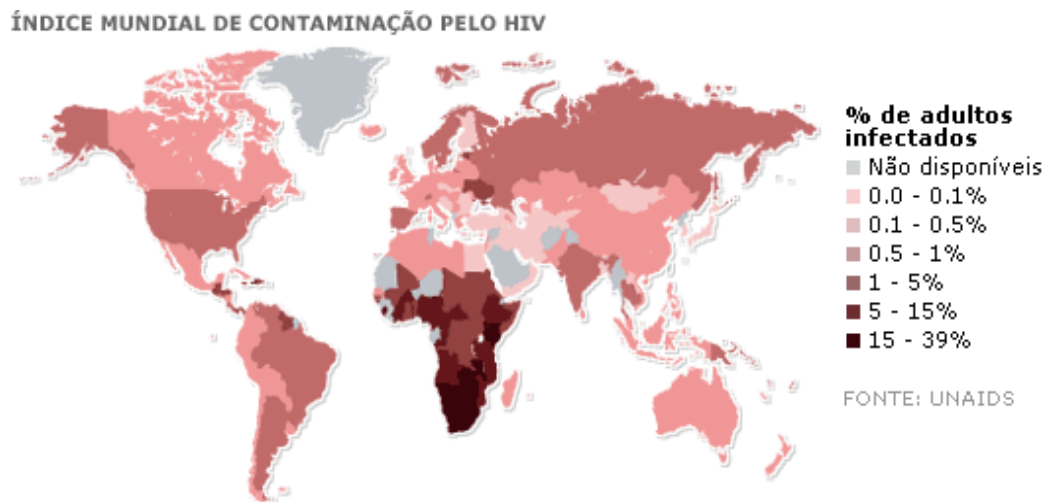 ÍNDICE MUNDIAL DE CONTAMINAÇÃO PELO HIV
% de adultos
infectados
Não disponíveis
0.0 - 0.1%
0.1 - 0.5%
0.5 - 1%
1 - 5%
5 - 15%
15 - 39%
FONTE: UNAIDS